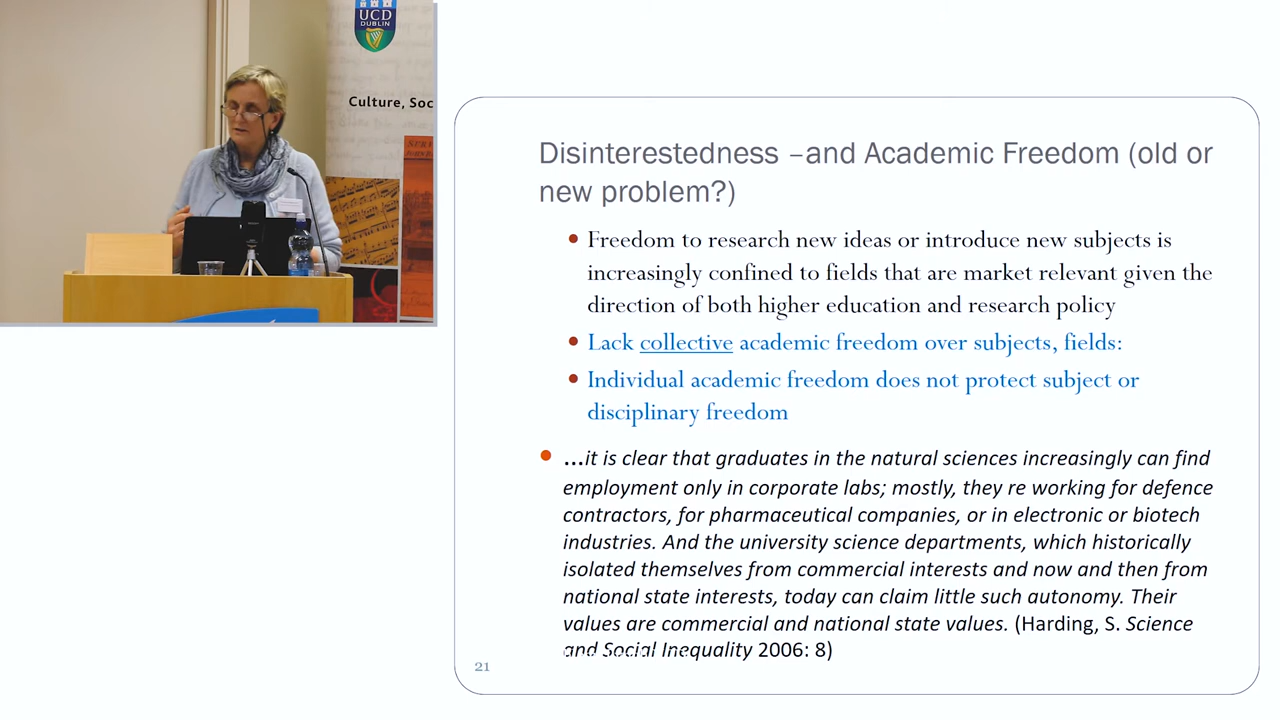 UCD
DUBLIN
Culture, Soc
Disinterestedness –and Academic Freedom (old or
new problem?)
• Freedom to research new ideas or introduce new subjects is
increasingly confined to fields that are market relevant given the
direction of both higher education and research policy
• Lack collective academic freedom over subjects, fields:
• Individual academic freedom does not protect subject or
disciplinary freedom
• …it is clear that graduates in the natural sciences increasingly can find
employment only in corporate labs; mostly, they re working for defence
contractors, for pharmaceutical companies, or in electronic or biotech
industries. And the university science departments, which historically
isolated themselves from commercial interests and now and then from
national state interests, today can claim little such autonomy. Their
values are commercial and national state values. (Harding, S. Science
and Social Inequality 2006: 8)
21